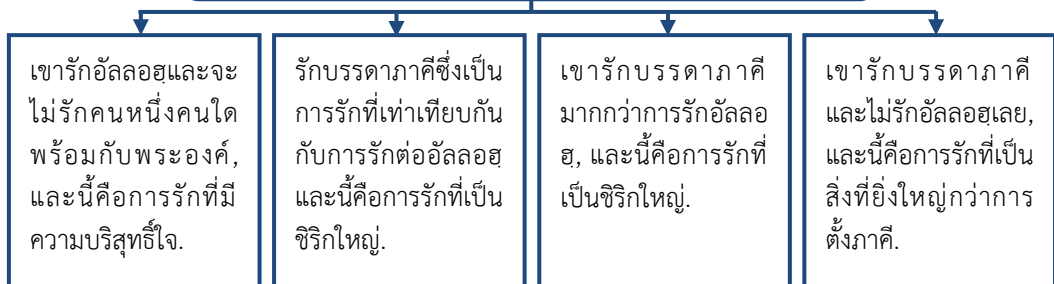 เขารักอัลลอฮฺและจะ
ไม่รักคนหนึ่งคนใด
พร้อมกับพระองค์,
และนี้คือการรักที่มี
ความบริสุทธิ์ใจ.
รักบรรดาภาคีซึ่งเป็น
การรักที่เท่าเทียบกัน
กับการรักต่ออัลลอฮฺ
และนี้คือการรักที่เป็น
ชิริกใหญ่.
เขารักบรรดาภาคี
มากกว่าการรักอัลลอ
ฮฺ, และนี้คือการรักที่
เป็นชิริกใหญ่.
เขารักบรรดาภาคี
และไม่รักอัลลอฮฺเลย,
และนี้คือการรักที่เป็น
สิ่งที่ยิ่งใหญ่กว่าการ
ตั้งภาคี.